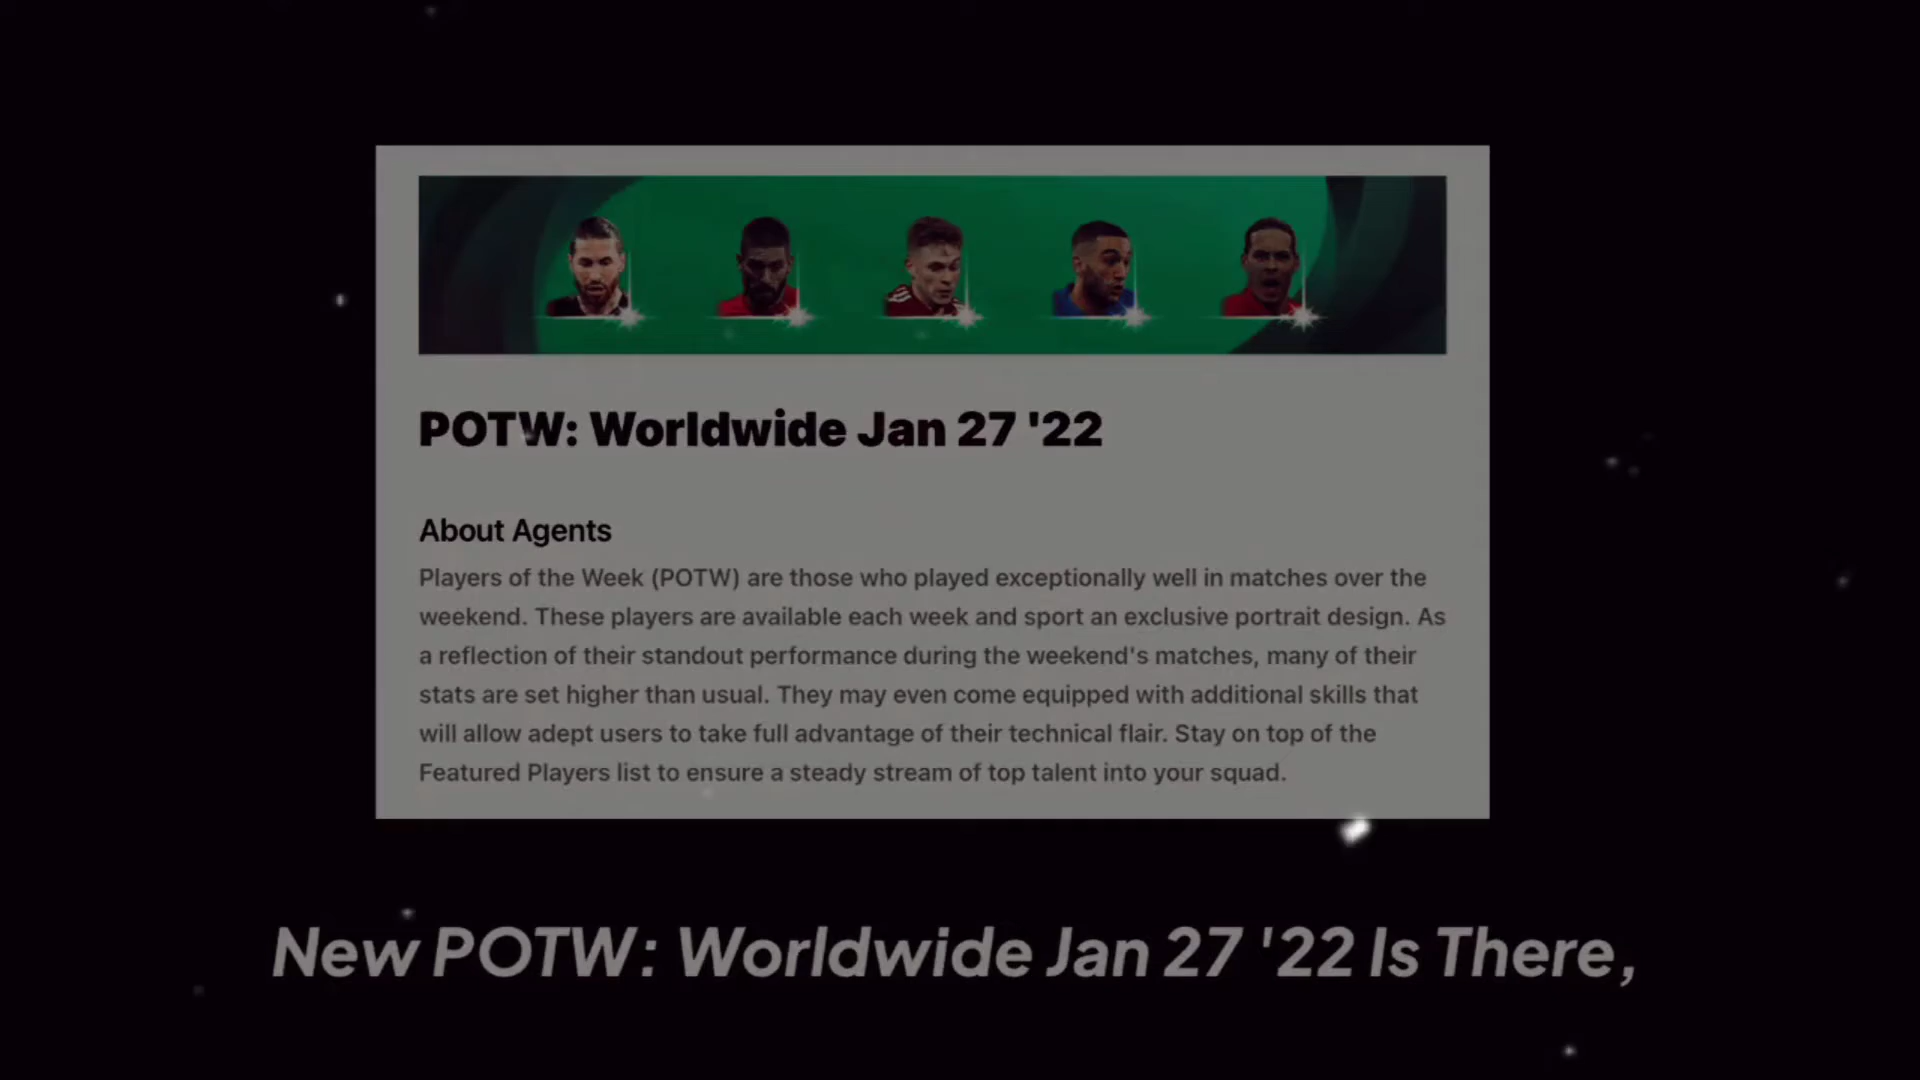 POTW: Worldwide Jan 27 '22
About Agents
Players of the Week (POTW) are those who played exceptionally well in matches over the
weekend. These players are available each week and sport an exclusive portrait design. As
a reflection of their standout performance during the weekend's matches, many of their
stats are set higher than usual. They may even come equipped with additional skills that
will allow adept users to take full advantage of their technical flair. Stay on top of the
Featured Players list to ensure a steady stream of top talent into your squad.
New POTW: Worldwide Jan 27 '22 Is There,